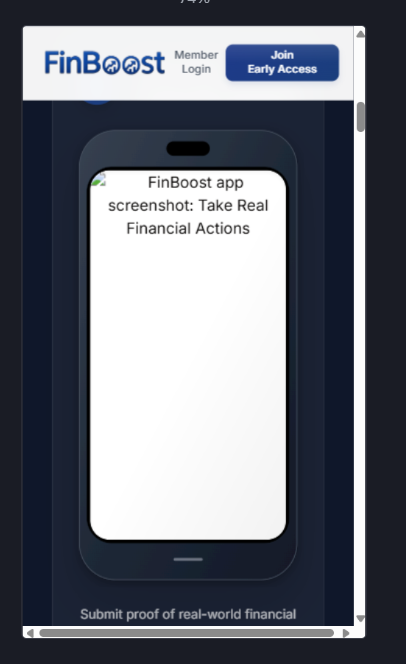 74%
FinBoost
Member
Login
Join
Early Access
FinBoost app
screenshot: Take Real
Financial Actions
Submit proof of real-world financial